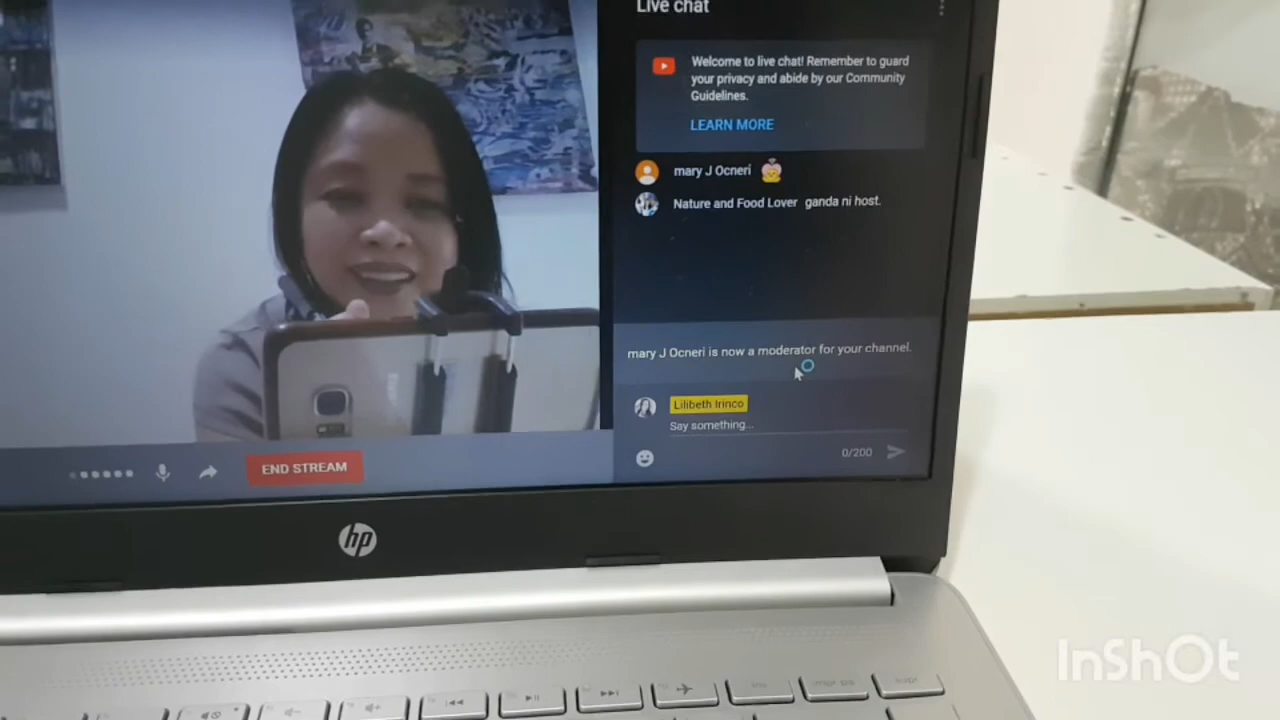 Live chat
Welcome to live chat! Remember to guard
your privacy and abide by our Community
Guidelines.
LEARN MORE
mary J Ocneri
Nature and Food Lover ganda ni host.
mary J Ocneri is now a moderator for your channel.
Lilibeth Irinco
Say something...
0/200
END STREAM
hp
InShOt